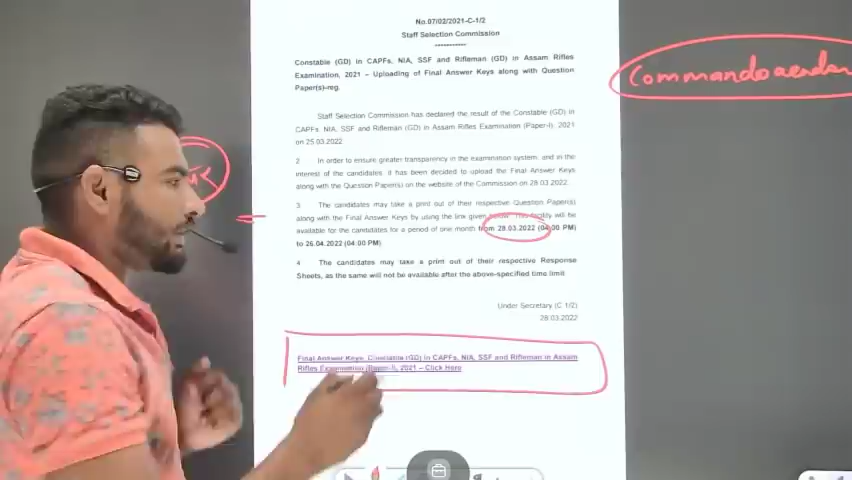 No.07/02/2021-C-1/2
Staff Selection Commission
-----------
Constable (GD) in CAPFs, NIA, SSF and Rifleman (GD) in Assam Rifles
Examination, 2021 – Uploading of Final Answer Keys along with Question
Paper(s)-reg.
Staff Selection Commission has declared the result of the Constable (GD) in
CAPFs, NIA, SSF and Rifleman (GD) in Assam Rifles Examination (Paper-I), 2021
on 25.03.2022.
2. In order to ensure greater transparency in the examination system, and in the
interest of the candidates, it has been decided to upload the Final Answer Keys
along with the Question Paper(s) on the website of the Commission on 28.03.2022.
3. The candidates may take a print out of their respective Question Paper(s)
along with the Final Answer Keys by using the link given below. This facility will be
available for the candidates for a period of one month from 28.03.2022 (04:00 PM)
to 26.04.2022 (04:00 PM).
4. The candidates may take a print out of their respective Response
Sheets, as the same will not be available after the above-specified time limit.
Under Secretary (C 1/2)
28.03.2022
Final Answer Keys, Constable (GD) in CAPFs, NIA, SSF and Rifleman in Assam
Rifles Examination (Paper-I), 2021 – Click Here